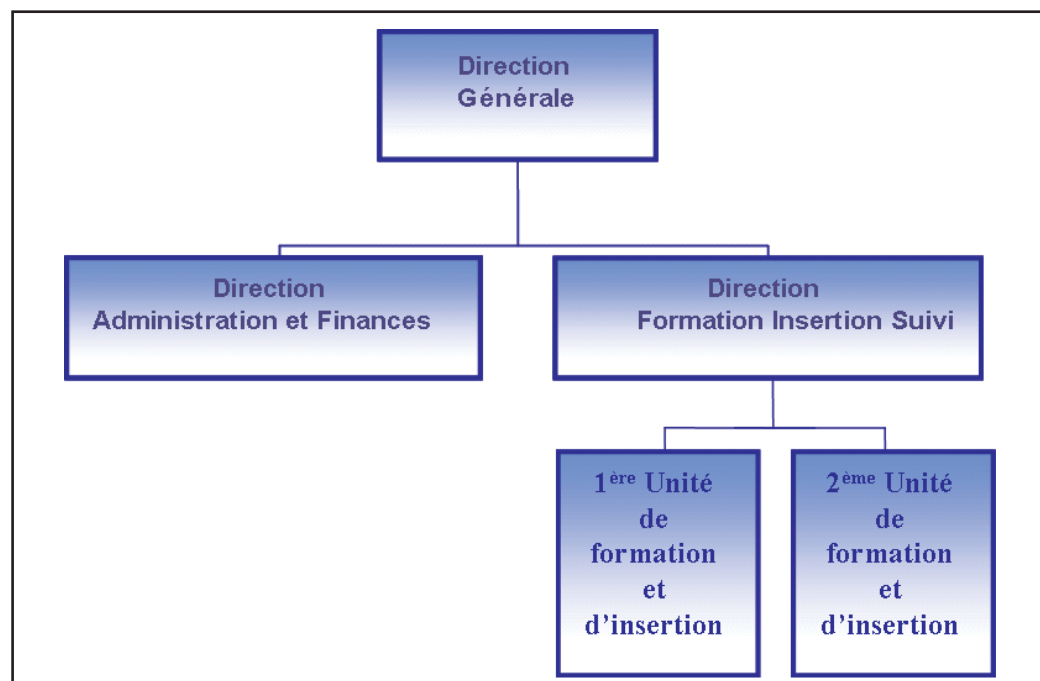 Direction
Générale
Direction
Administration et Finances
Direction
Formation Insertion Suivi
1ère Unité
de
formation
et
d’insertion
2ème Unité
de
formation
et
d’insertion